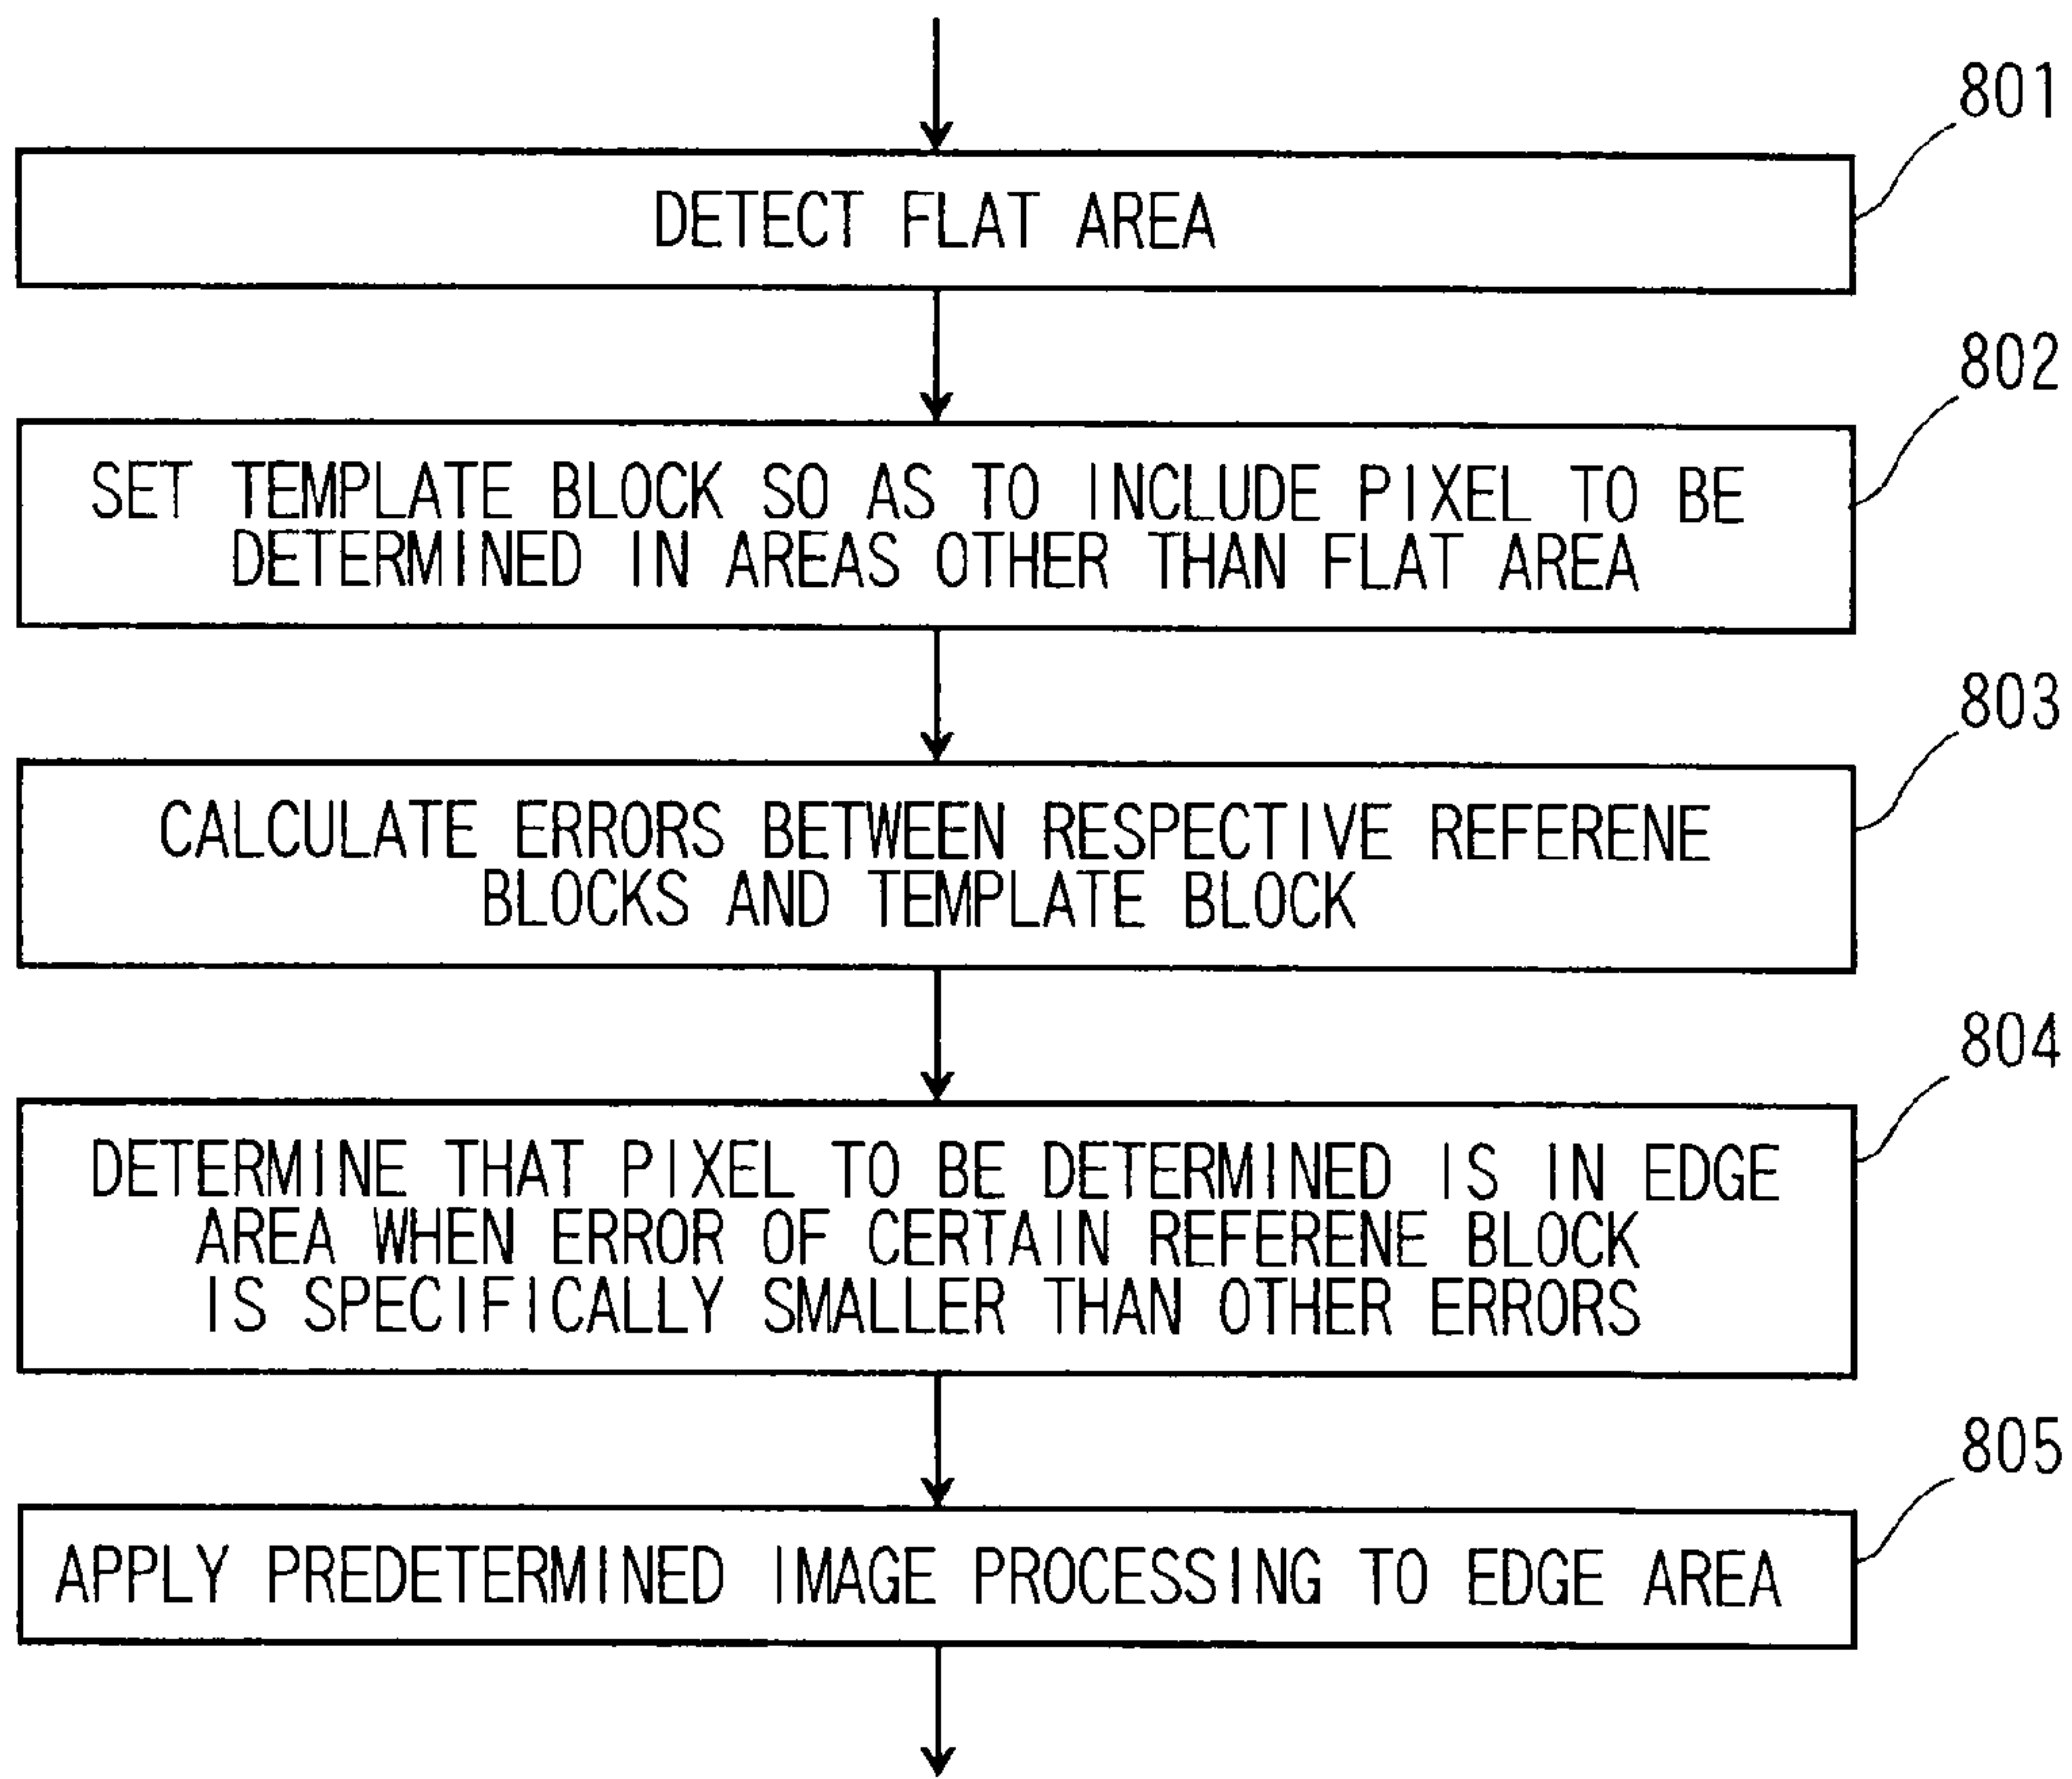 801
DETECT FLAT AREA
802
SET TEMPLATE BLOCK SO AS TO INCLUDE PIXEL TO BE
DETERMINED IN AREAS OTHER THAN FLAT AREA
803
CALCULATE ERRORS BETWEEN RESPECTIVE REFERENE
BLOCKS AND TEMPLATE BLOCK
804
DETERMINE THAT PIXEL TO BE DETERMINED IS IN EDGE
AREA WHEN ERROR OF CERTAIN REFERENE BLOCK
IS SPECIFICALLY SMALLER THAN OTHER ERRORS
805
APPLY PREDETERMINED IMAGE PROCESSING TO EDGE AREA